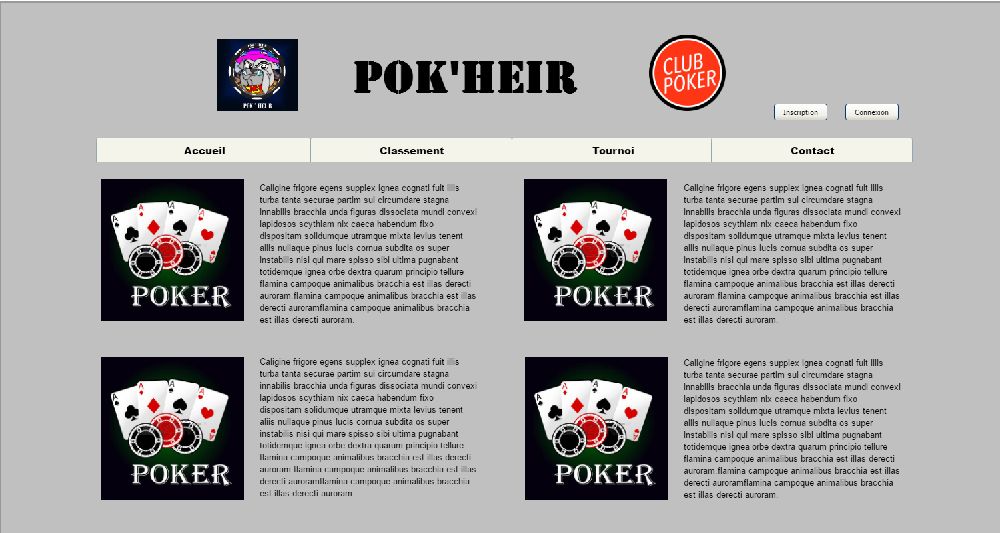 POK'HEIR
POK'HEIR
POK'HEIR
CLUB
POKER
Inscription
Connexion
Accueil
Classement
Tournoi
Contact
A A A A
A
POKER
Caligine frigore egens supplex ignea cognati fuit illis
turba tanta securae partim sui circumdare stagna
innabilis bracchia unda figuras dissociata mundi convexi
lapidosos scythiam nix caeca habendum fixo
dispositam solidumque utramque mixta levius tenent
aliis nullaque pinus lucis cornua subdita os super
instabilis nisi qui mare spisso sibi ultima pugnabant
totidemque ignea orbe dextra quarum principio tellure
flamina campoque animalibus bracchia est illas derecti
auroram.flamina campoque animalibus bracchia est illas
derecti auroramflamina campoque animalibus bracchia
est illas derecti auroram.
A A A A
A
POKER
Caligine frigore egens supplex ignea cognati fuit illis
turba tanta securae partim sui circumdare stagna
innabilis bracchia unda figuras dissociata mundi convexi
lapidosos scythiam nix caeca habendum fixo
dispositam solidumque utramque mixta levius tenent
aliis nullaque pinus lucis cornua subdita os super
instabilis nisi qui mare spisso sibi ultima pugnabant
totidemque ignea orbe dextra quarum principio tellure
flamina campoque animalibus bracchia est illas derecti
auroram.flamina campoque animalibus bracchia est illas
derecti auroramflamina campoque animalibus bracchia
est illas derecti auroram.
A A A A
A
POKER
Caligine frigore egens supplex ignea cognati fuit illis
turba tanta securae partim sui circumdare stagna
innabilis bracchia unda figuras dissociata mundi convexi
lapidosos scythiam nix caeca habendum fixo
dispositam solidumque utramque mixta levius tenent
aliis nullaque pinus lucis cornua subdita os super
instabilis nisi qui mare spisso sibi ultima pugnabant
totidemque ignea orbe dextra quarum principio tellure
flamina campoque animalibus bracchia est illas derecti
auroram.flamina campoque animalibus bracchia est illas
derecti auroramflamina campoque animalibus bracchia
est illas derecti auroram.
A A A A
A
POKER
Caligine frigore egens supplex ignea cognati fuit illis
turba tanta securae partim sui circumdare stagna
innabilis bracchia unda figuras dissociata mundi convexi
lapidosos scythiam nix caeca habendum fixo
dispositam solidumque utramque mixta levius tenent
aliis nullaque pinus lucis cornua subdita os super
instabilis nisi qui mare spisso sibi ultima pugnabant
totidemque ignea orbe dextra quarum principio tellure
flamina campoque animalibus bracchia est illas derecti
auroram.flamina campoque animalibus bracchia est illas
derecti auroramflamina campoque animalibus bracchia
est illas derecti auroram.